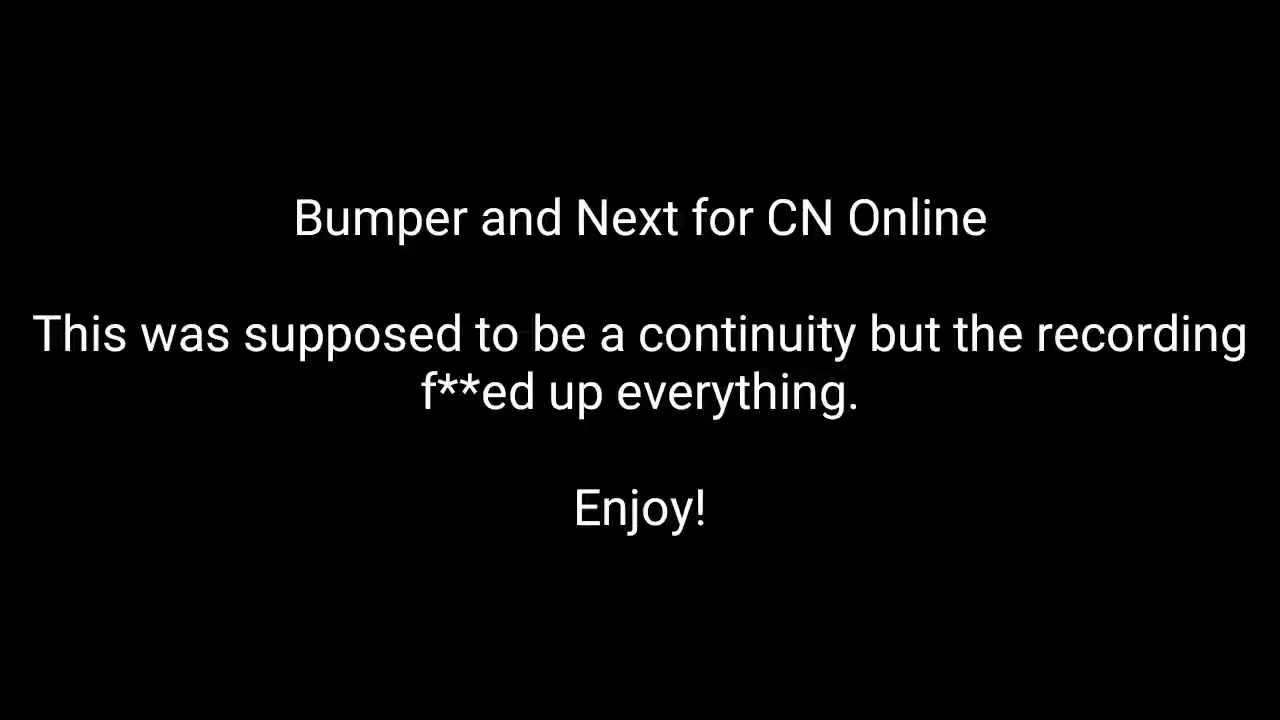 Bumper and Next for CN Online
This was supposed to be a continuity but the recording
f**ed up everything.
Enjoy!